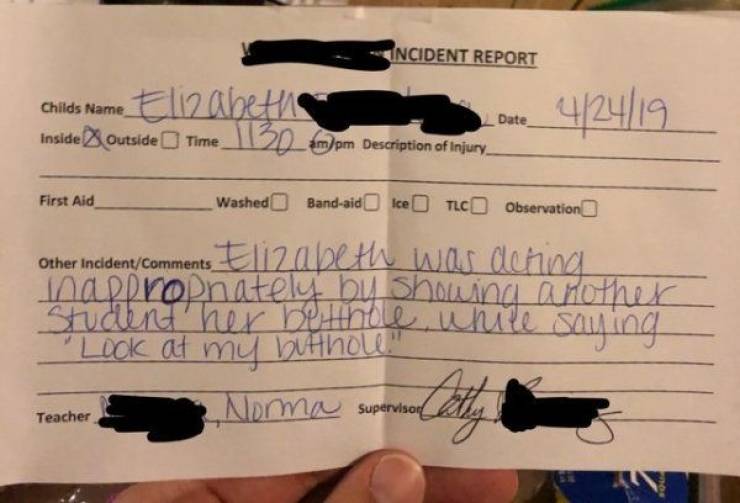 INCIDENT REPORT
Childs Name Elizabeth Date 4/24/19
Inside Outside Time 1130 am/pm Description of Injury
First Aid Washed Band-aid Ice TLC Observation
Other Incident/Comments Elizabeth was acting
inappropriately by showing another
student her butthole, while saying
"Look at my butthole."
Teacher , Norma Supervisor Cathy